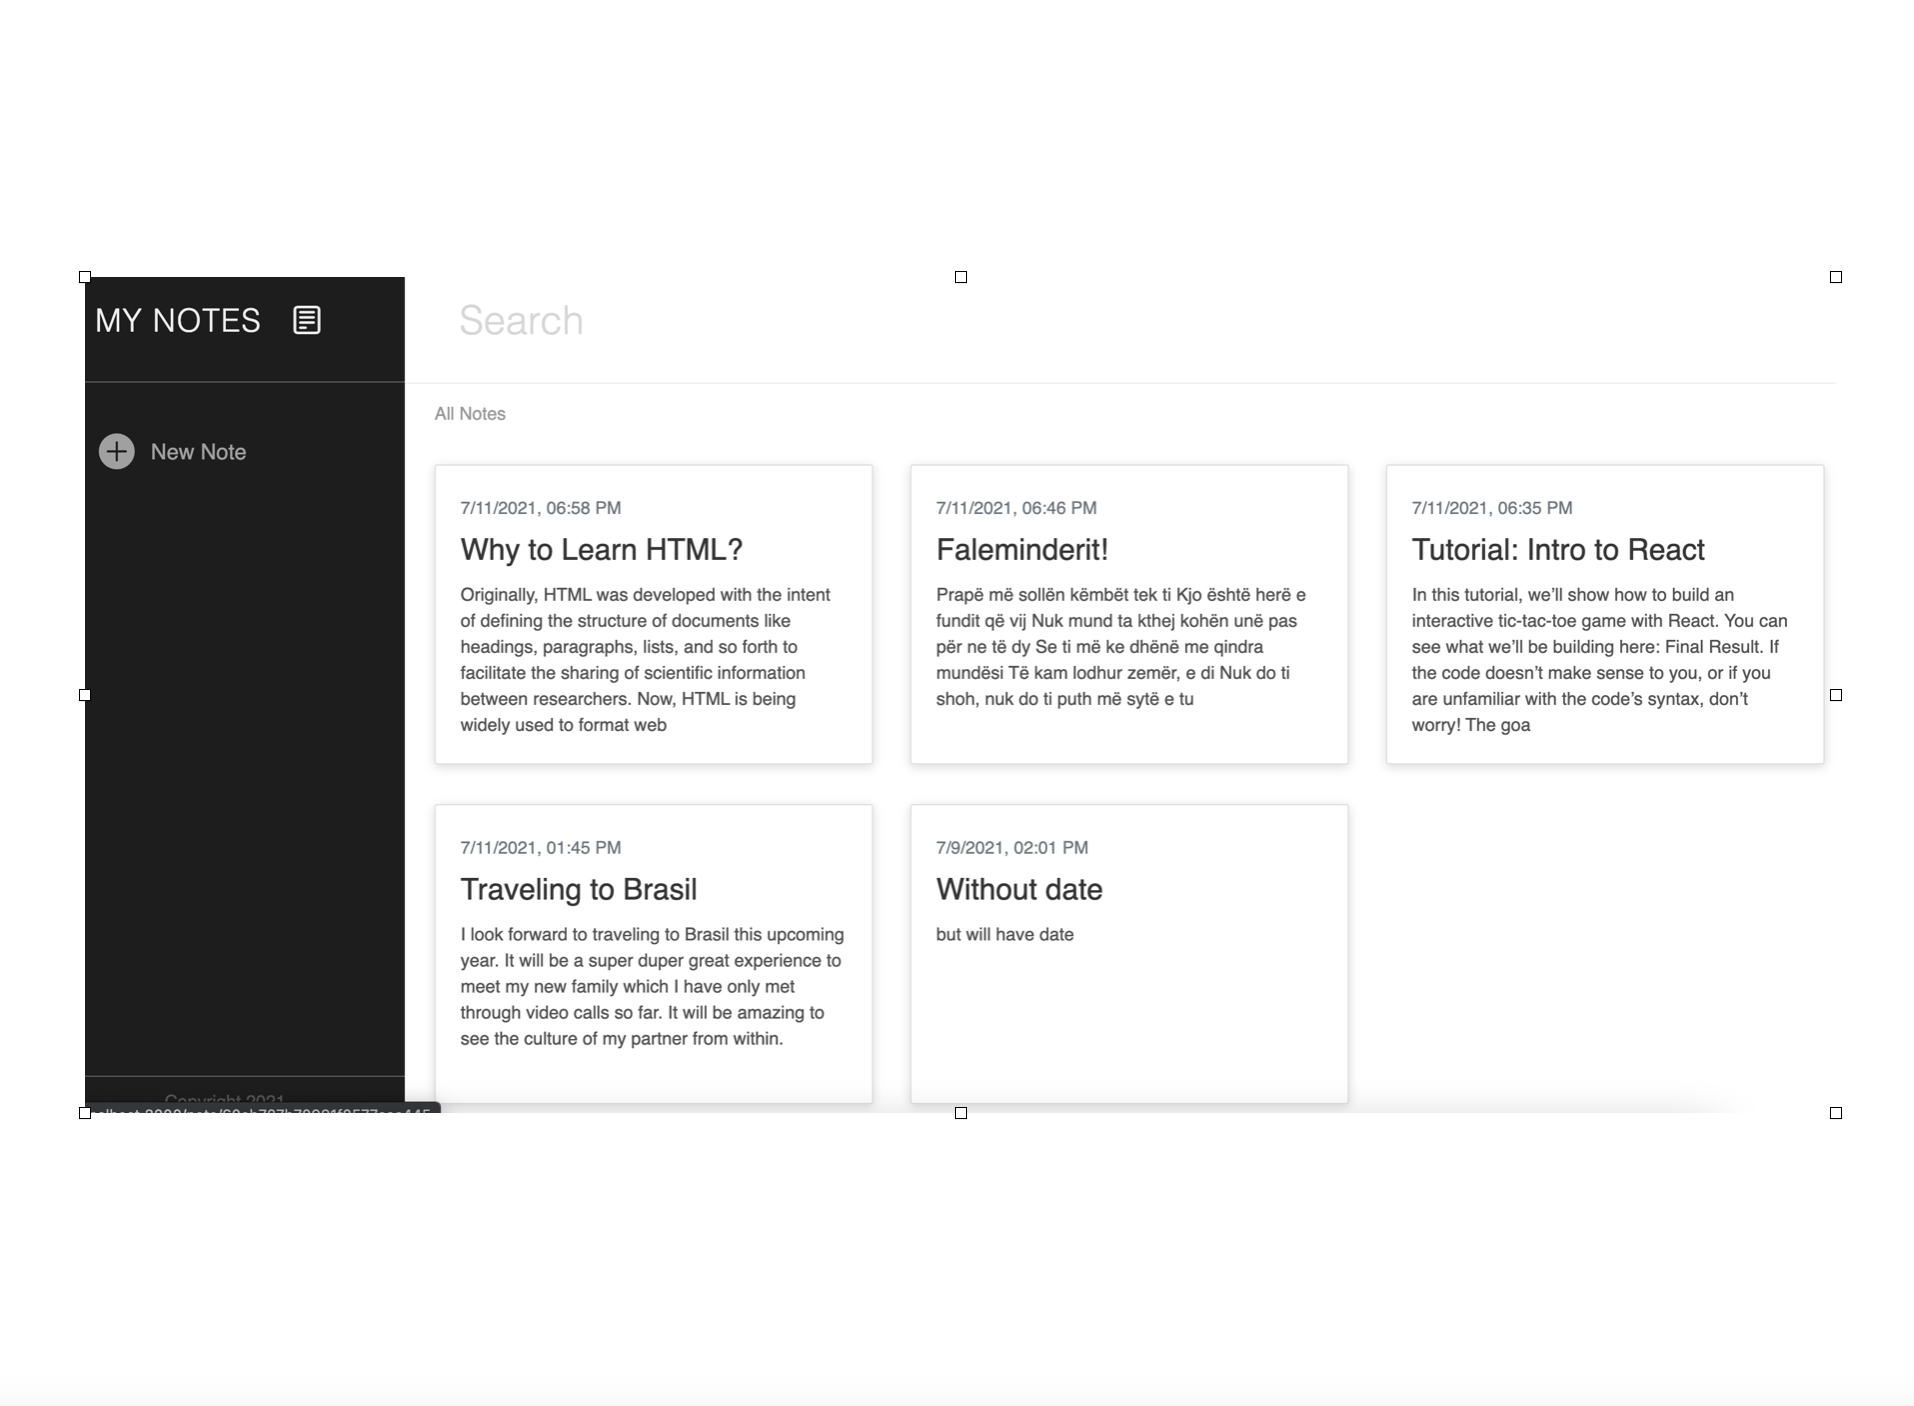 MY NOTES
Search
New Note
All Notes
7/11/2021, 06:58 PM
Why to Learn HTML?
Originally, HTML was developed with the intent
of defining the structure of documents like
headings, paragraphs, lists, and so forth to
facilitate the sharing of scientific information
between researchers. Now, HTML is being
widely used to format web
7/11/2021, 06:46 PM
Faleminderit!
Prapë më sollën këmbët tek ti Kjo është herë e
fundit që vij Nuk mund ta kthej kohën unë pas
për ne të dy Se ti më ke dhënë me qindra
mundësi Të kam lodhur zemër, e di Nuk do ti
shoh, nuk do ti puth më sytë e tu
7/11/2021, 06:35 PM
Tutorial: Intro to React
In this tutorial, we’ll show how to build an
interactive tic-tac-toe game with React. You can
see what we’ll be building here: Final Result. If
the code doesn’t make sense to you, or if you
are unfamiliar with the code’s syntax, don’t
worry! The goa
7/11/2021, 01:45 PM
Traveling to Brasil
I look forward to traveling to Brasil this upcoming
year. It will be a super duper great experience to
meet my new family which I have only met
through video calls so far. It will be amazing to
see the culture of my partner from within.
7/9/2021, 02:01 PM
Without date
but will have date
Copyright 2021